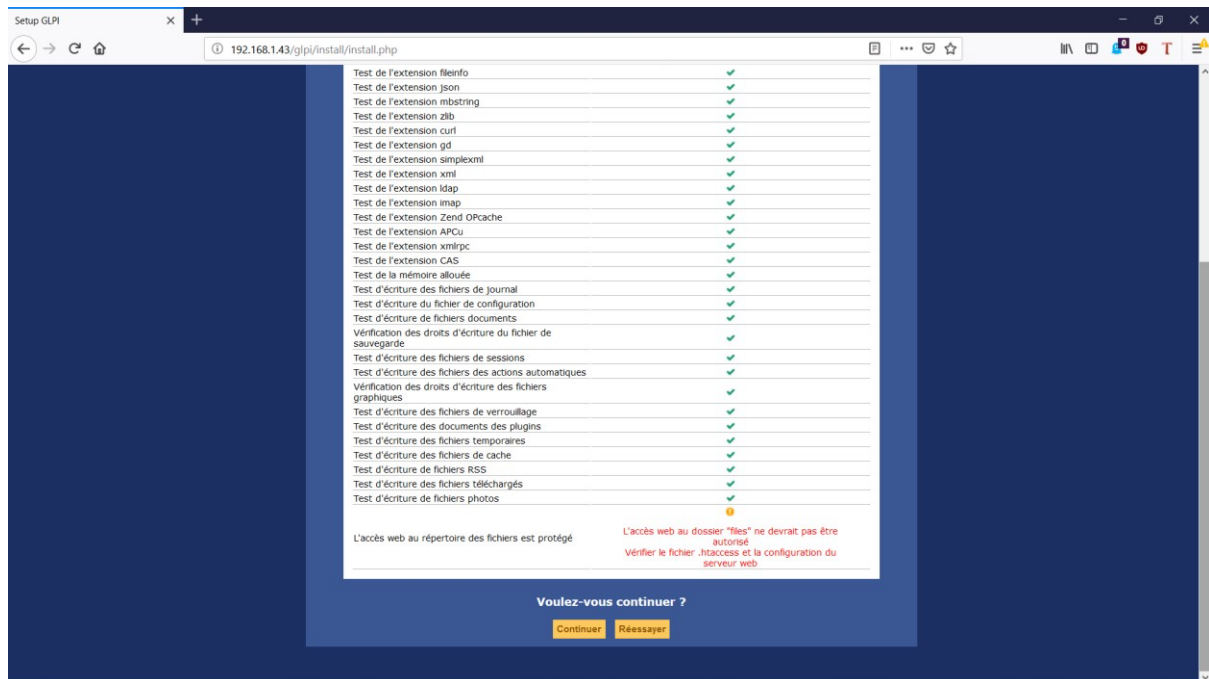 Setup GLPI
192.168.1.43/glpi/install/install.php
Test de l'extension fileinfo
Test de l'extension json
Test de l'extension mbstring
Test de l'extension zlib
Test de l'extension curl
Test de l'extension gd
Test de l'extension simplexml
Test de l'extension xml
Test de l'extension ldap
Test de l'extension imap
Test de l'extension Zend OPcache
Test de l'extension APCu
Test de l'extension xmlrpc
Test de l'extension CAS
Test de la mémoire allouée
Test d'écriture des fichiers de journal
Test d'écriture du fichier de configuration
Test d'écriture de fichiers documents
Vérification des droits d'écriture du fichier de
sauvegarde
Test d'écriture des fichiers de sessions
Test d'écriture des fichiers des actions automatiques
Vérification des droits d'écriture des fichiers
graphiques
Test d'écriture des fichiers de verrouillage
Test d'écriture des documents des plugins
Test d'écriture des fichiers temporaires
Test d'écriture des fichiers de cache
Test d'écriture de fichiers RSS
Test d'écriture des fichiers téléchargés
Test d'écriture de fichiers photos
L'accès web au répertoire des fichiers est protégé
L'accès web au dossier "files" ne devrait pas être
autorisé
Vérifier le fichier .htaccess et la configuration du
serveur web
Voulez-vous continuer ?
Continuer
Réessayer